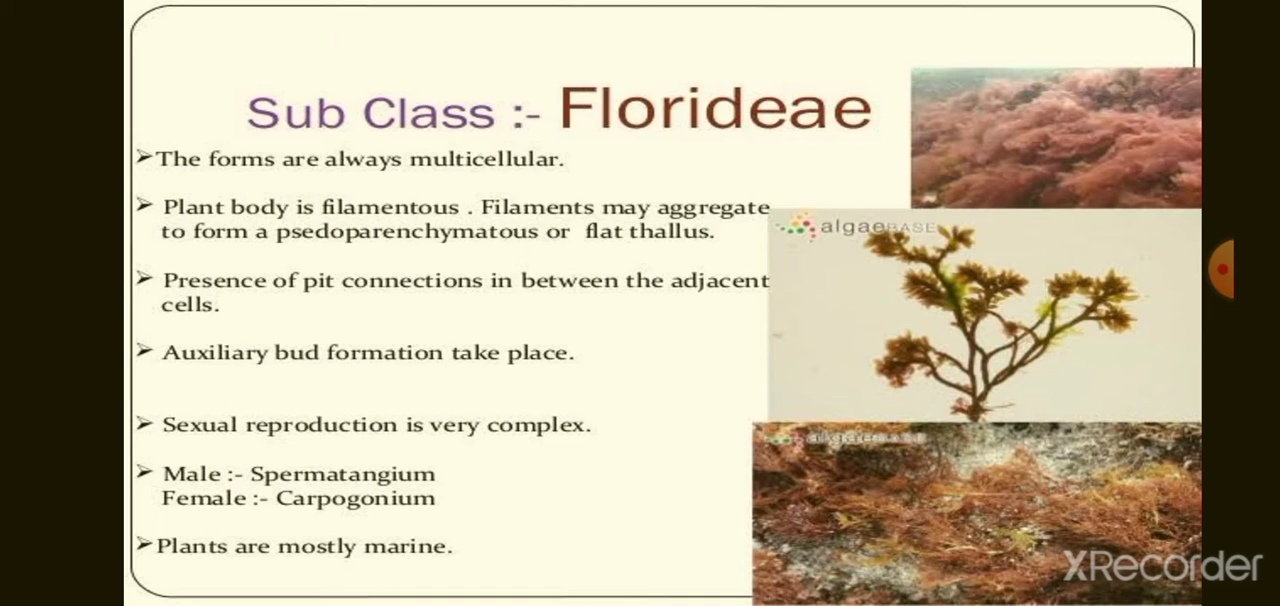 Sub Class :- Florideae
➢The forms are always multicellular.
➢ Plant body is filamentous . Filaments may aggregate
to form a psedoparenchymatous or flat thallus.
➢ Presence of pit connections in between the adjacent
cells.
➢ Auxiliary bud formation take place.
➢ Sexual reproduction is very complex.
➢ Male :- Spermatangium
Female :- Carpogonium
➢Plants are mostly marine.
algaeBASE
algaeBASE
XRecorder